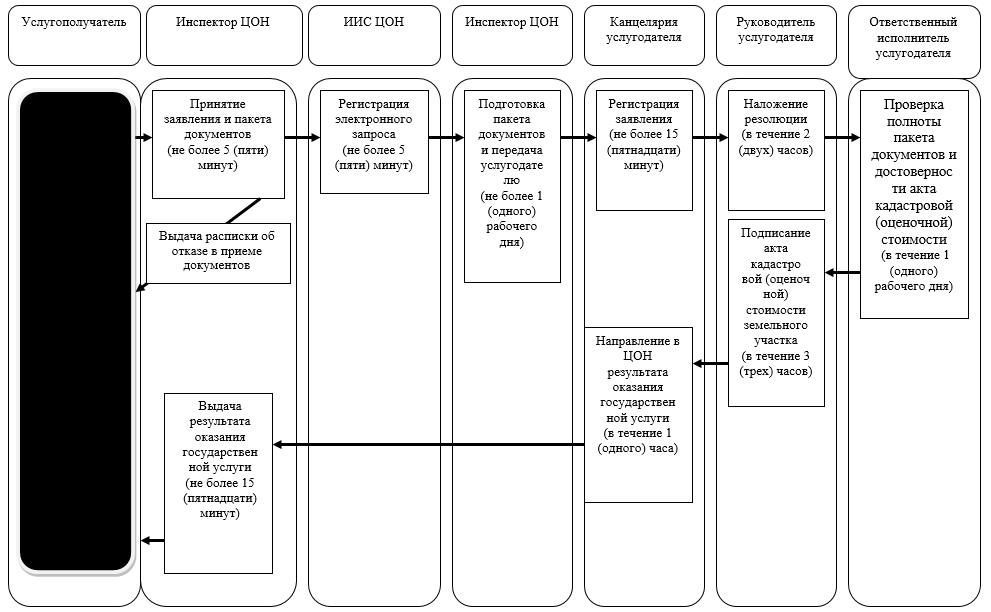 Услугополучатель
Инспектор ЦОН
ИИС ЦОН
Инспектор ЦОН
Канцелярия
услугодателя
Руководитель
услугодателя
Ответственный
исполнитель
услугодателя
Принятие
заявления и пакета
документов
(не более 5 (пяти)
минут)
Выдача расписки об
отказе в приеме
документов
Регистрация
электронного
запроса
(не более 5
(пяти) минут)
Подготовка
пакета
документов
и передача
услугодате
лю
(не более 1
(одного)
рабочего
дня)
Регистрация
заявления
(не более 15
(пятнадцати)
минут)
Наложение
резолюции
(в течение 2
(двух) часов)
Проверка
полноты
пакета
документов и
достовернос
ти акта
кадастровой
(оценочной)
стоимости
(в течение 1
(одного)
рабочего дня)
Подписание
акта
кадастро
вой (оценоч
ной)
стоимости
земельного
участка
(в течение 3
(трех) часов)
Направление в
ЦОН
результата
оказания
государствен
ной услуги
(в течение 1
(одного) часа)
Выдача
результата
оказания
государствен
ной услуги
(не более 15
(пятнадцати)
минут)